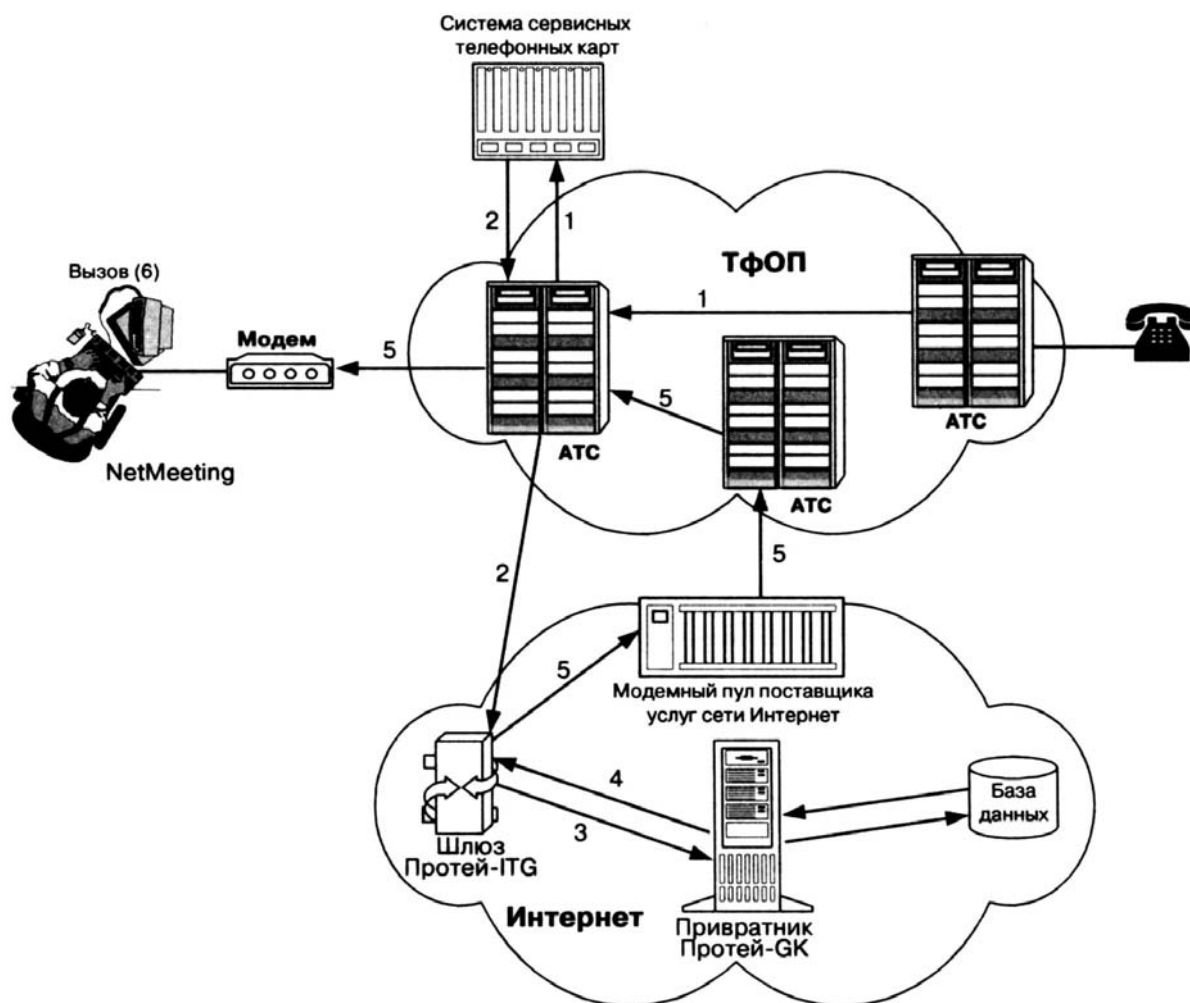 Система сервисных
телефонных карт
2
1
ТфОП
Вызов (6)
1
Модем
5
5
АТС
NetMeeting
АТС
5
2
5
Модемный пул поставщика
услуг сети Интернет
4
База
данных
3
Шлюз
Протей-ITG
Интернет
Привратник
Протей-GK